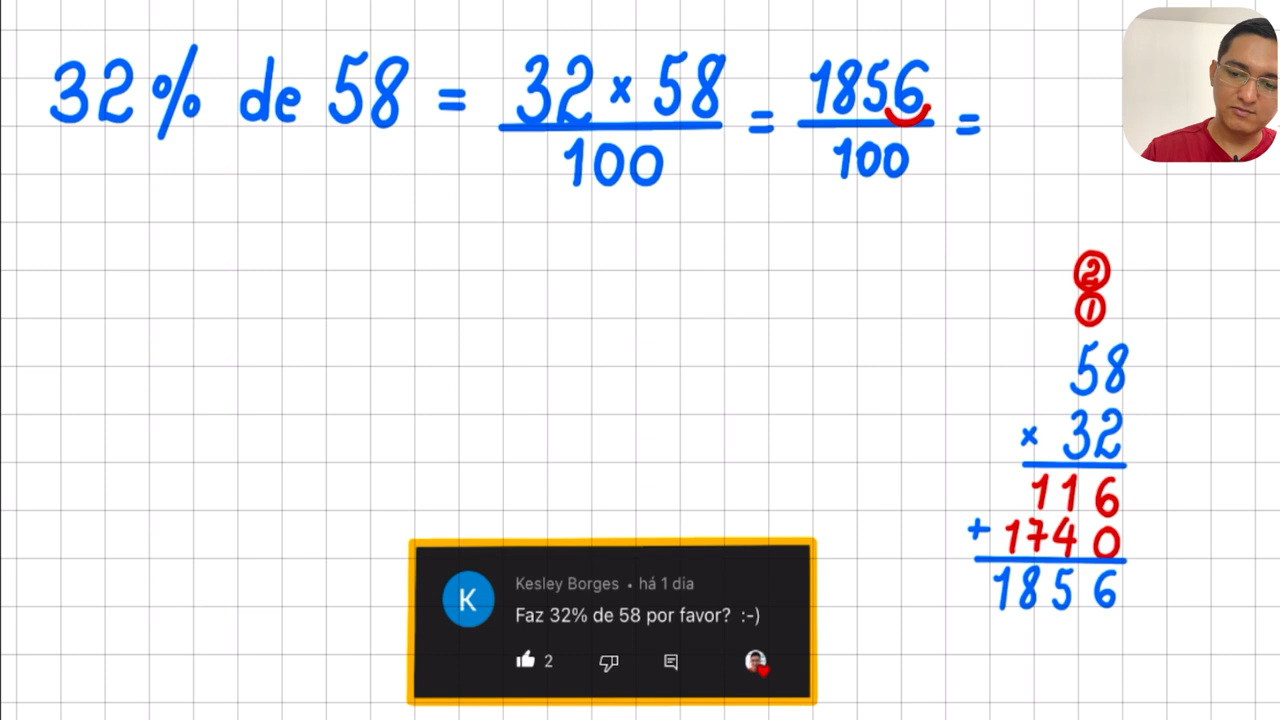 32% de 58 = 32 × 58 / 100 = 1856 / 100 =
2
1
58
× 32
116
+ 1740
1856
K
Kesley Borges • há 1 dia
Faz 32% de 58 por favor? :-)
2